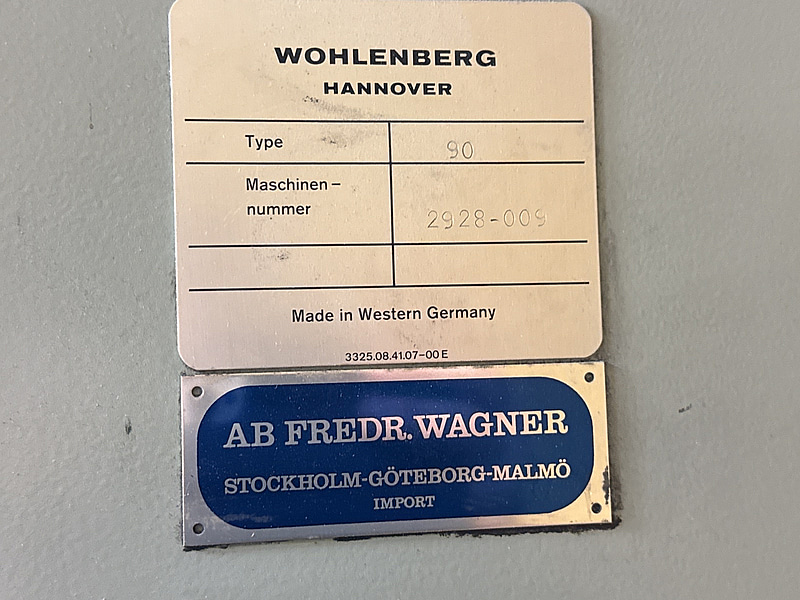 WOHLENBERG
HANNOVER
Type 90
Maschinen-
nummer 2928-009
Made in Western Germany
3325.08.41.07-00 E
AB FREDR. WAGNER
STOCKHOLM-GÖTEBORG-MALMÖ
IMPORT